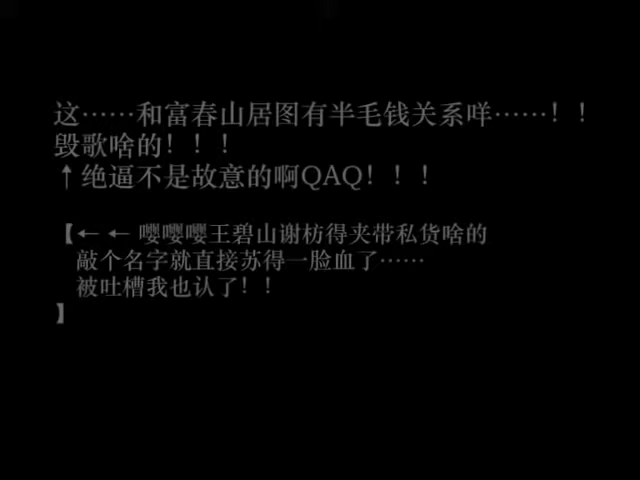 这……和富春山居图有半毛钱关系咩……！！
毁歌啥的！！！
↑绝逼不是故意的啊QAQ！！！
【← ← 嘤嘤嘤王碧山谢枋得夹带私货啥的
敲个名字就直接苏得一脸血了……
被吐槽我也认了！！
】